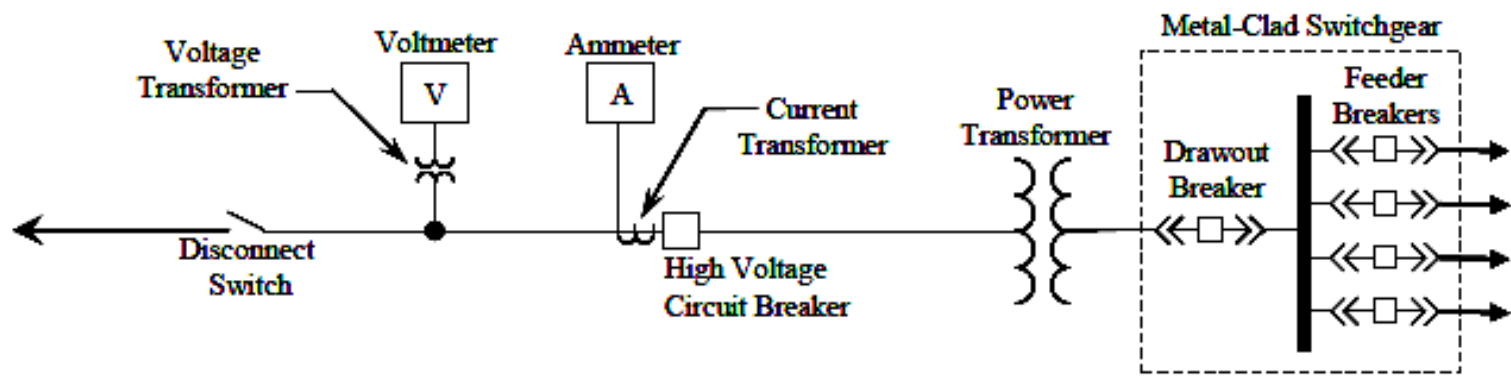 Metal-Clad Switchgear
Voltage
Transformer
Voltmeter
V
Ammeter
A
Current
Transformer
Power
Transformer
Feeder
Breakers
Drawout
Breaker
Disconnect
Switch
High Voltage
Circuit Breaker